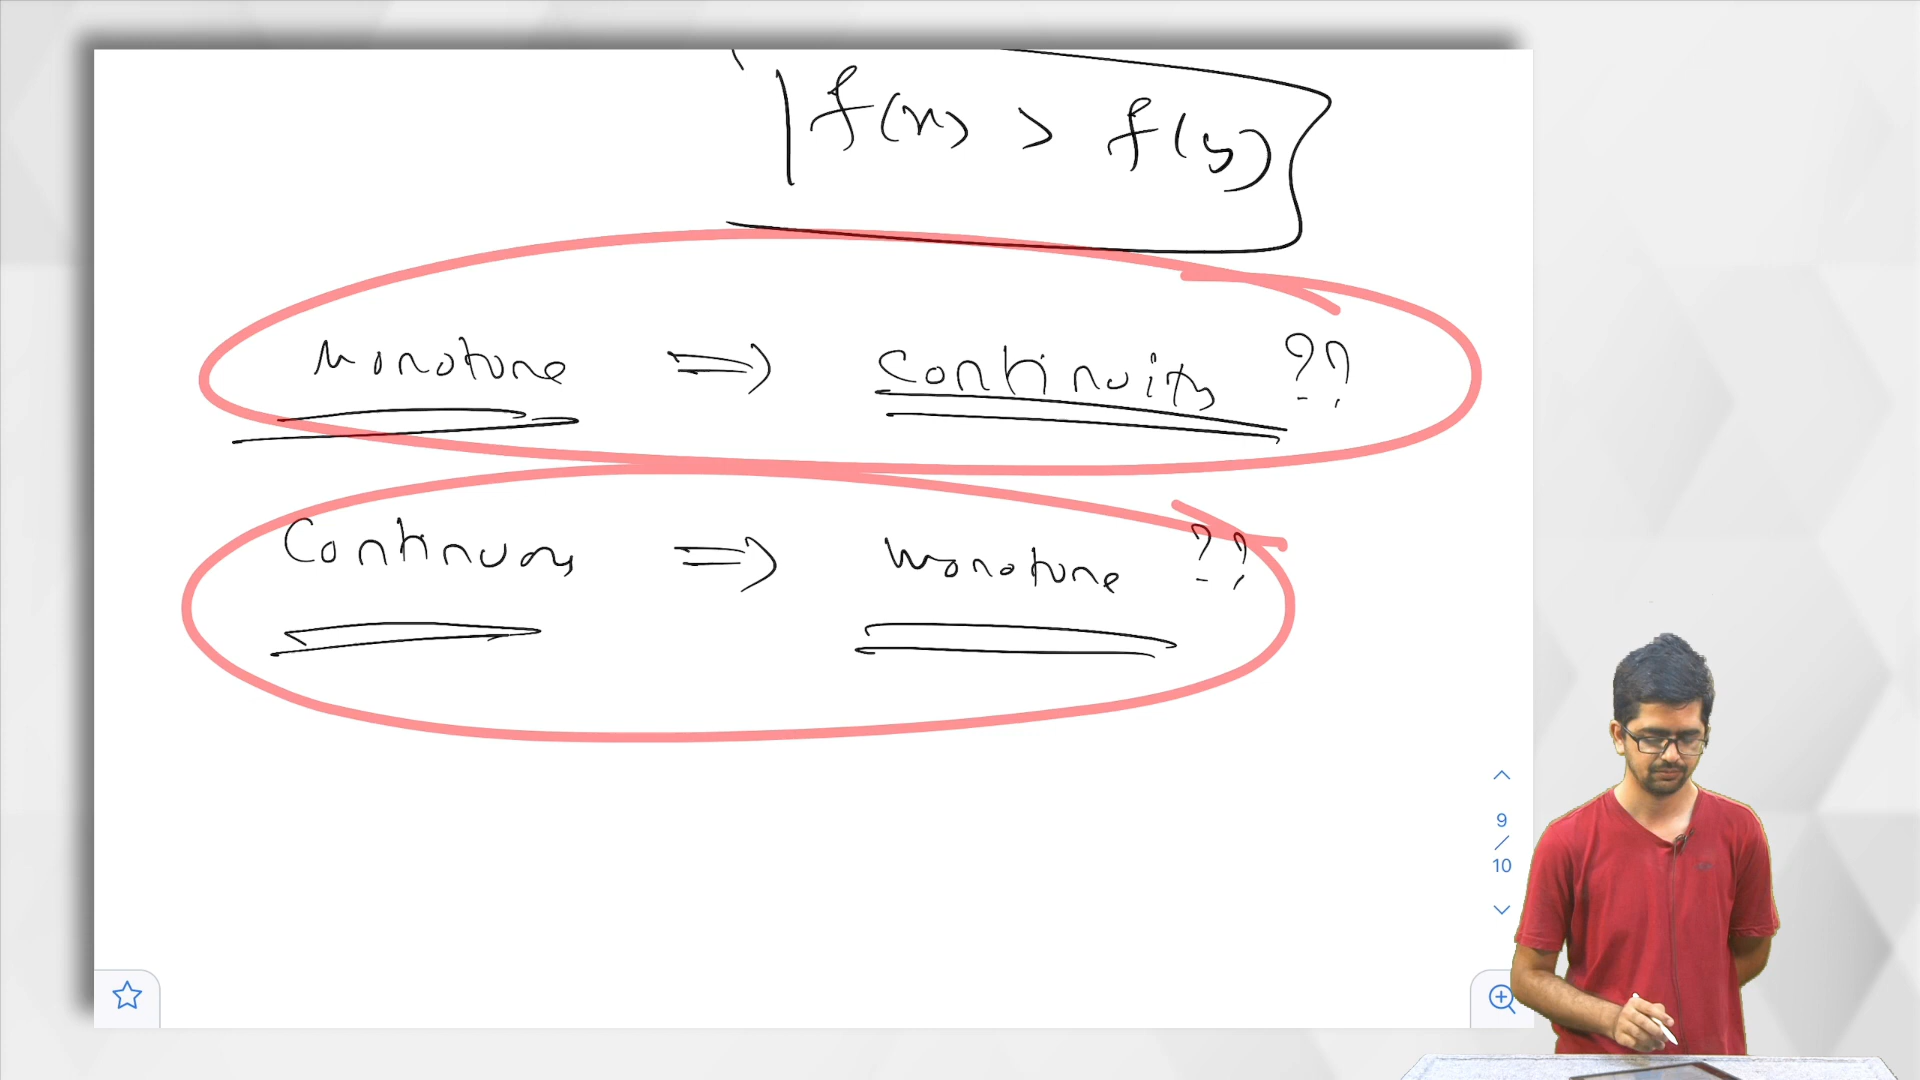 f(x) > f(y)
Monotone ⇒ Continuity ??
Continuous ⇒ Monotone ??
9
/
10